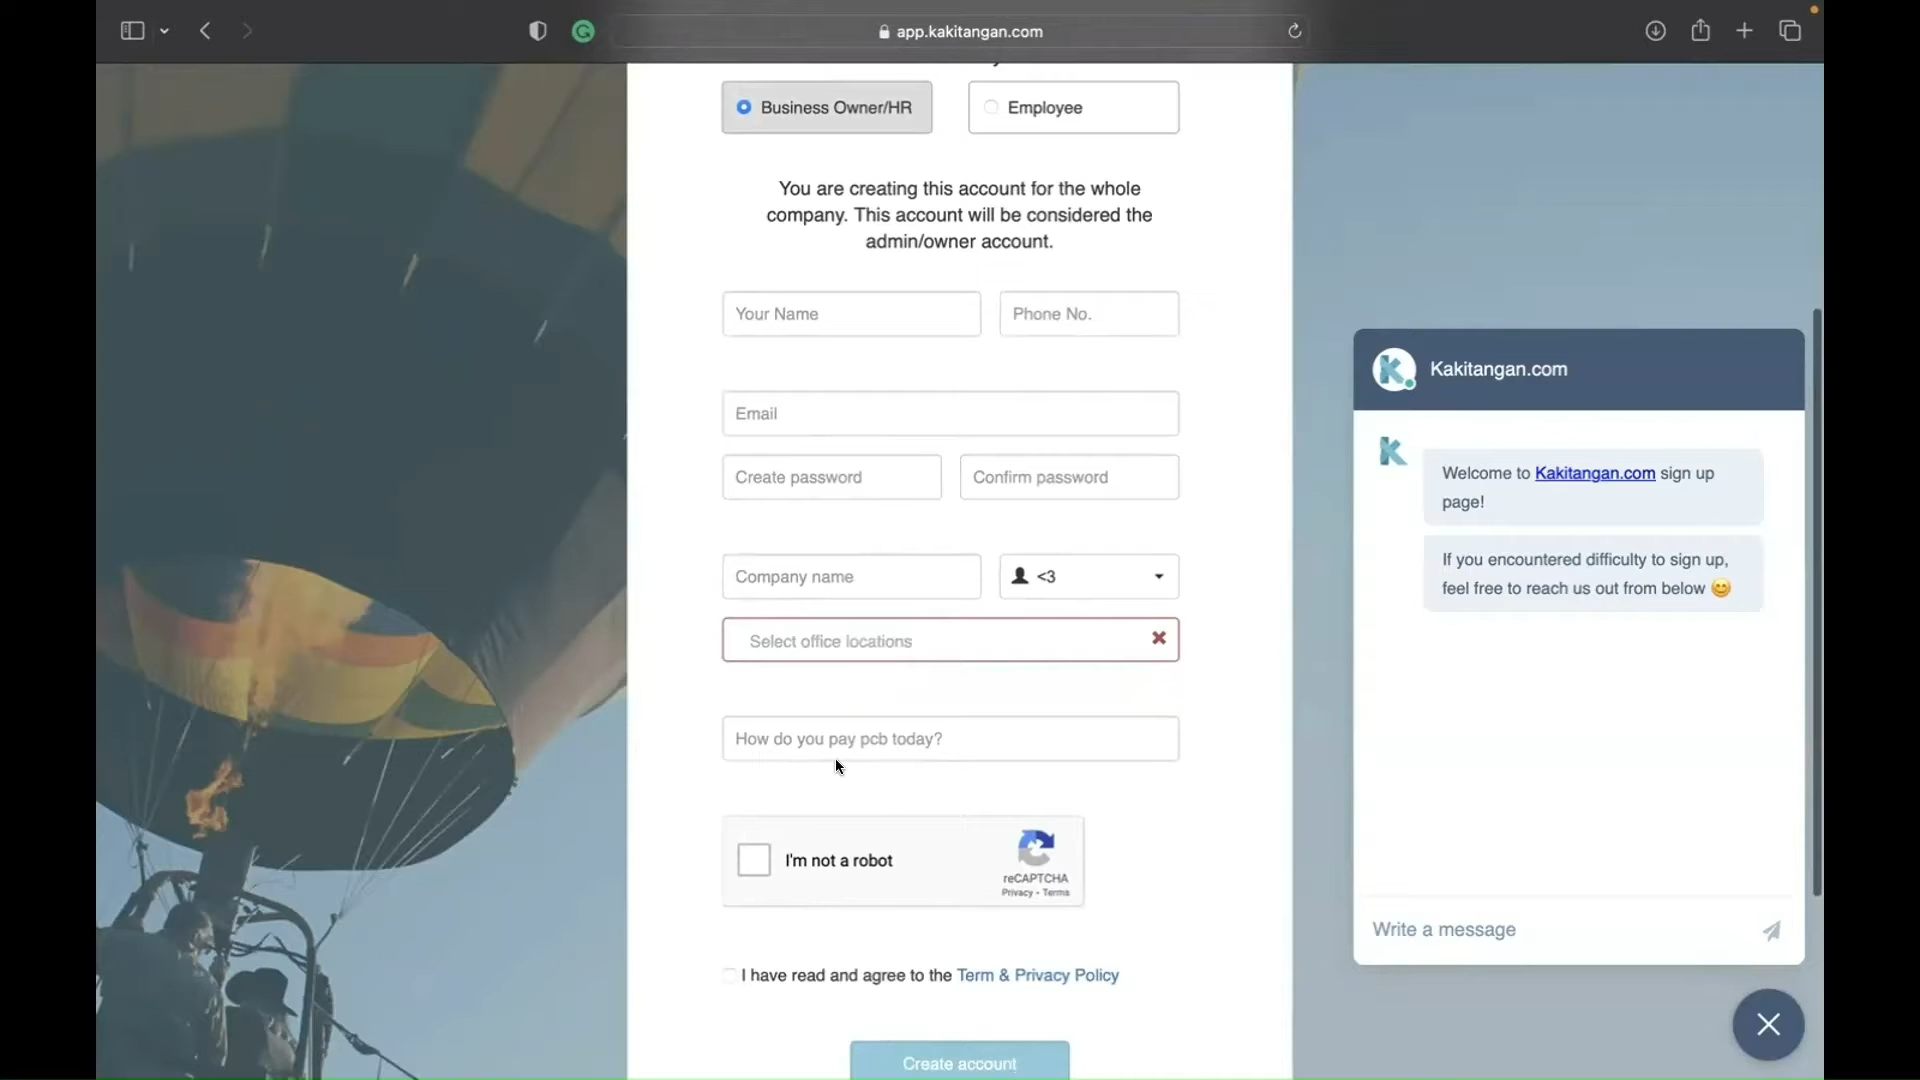 app.kakitangan.com
Business Owner/HR
Employee
You are creating this account for the whole
company. This account will be considered the
admin/owner account.
Your Name
Phone No.
Email
Create password
Confirm password
Company name
<3
Select office locations
How do you pay pcb today?
I'm not a robot
reCAPTCHA
Privacy - Terms
I have read and agree to the Term & Privacy Policy
Create account
Kakitangan.com
Welcome to Kakitangan.com sign up
page!
If you encountered difficulty to sign up,
feel free to reach us out from below 😊
Write a message